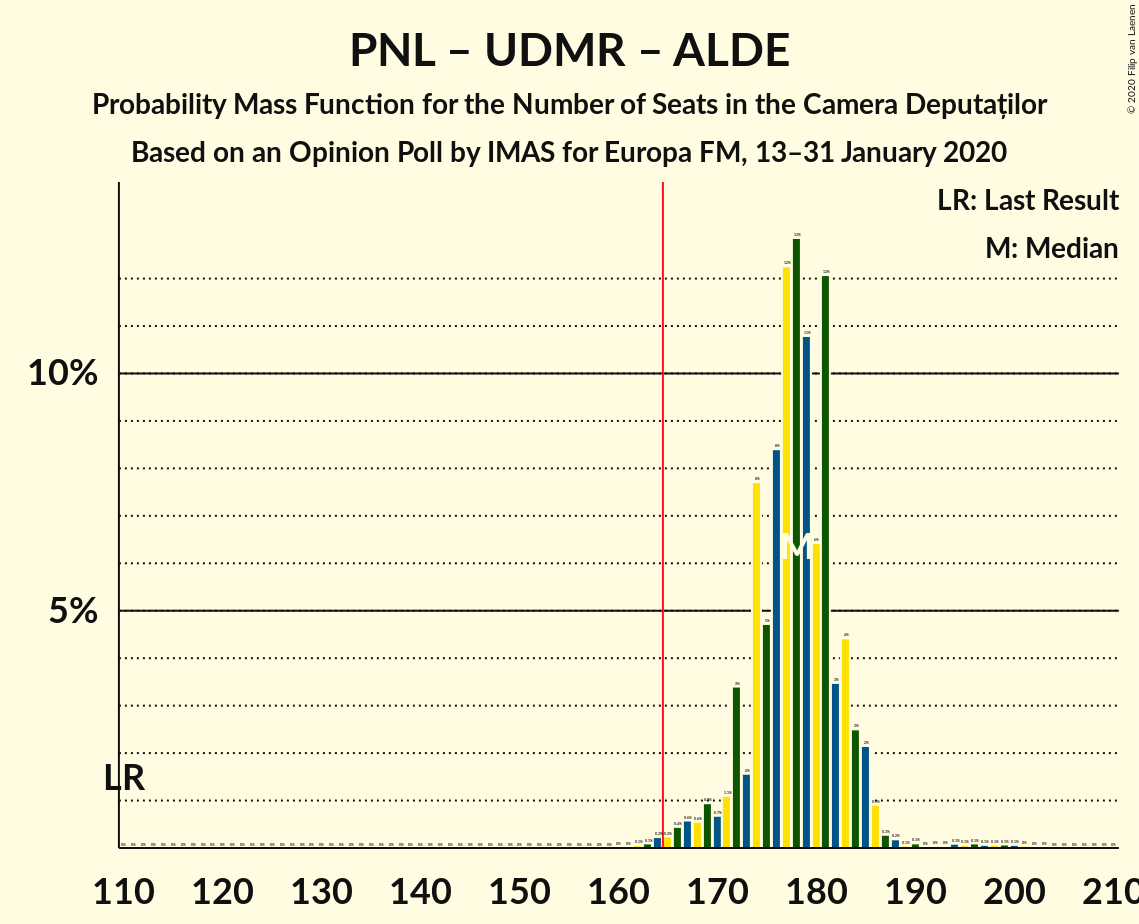 PNL – UDMR – ALDE
Probability Mass Function for the Number of Seats in the Camera Deputaților
Based on an Opinion Poll by IMAS for Europa FM, 13–31 January 2020
© 2020 Filip van Laenen
LR: Last Result
M: Median
10%
5%
LR
M
110 120 130 140 150 160 170 180 190 200 210